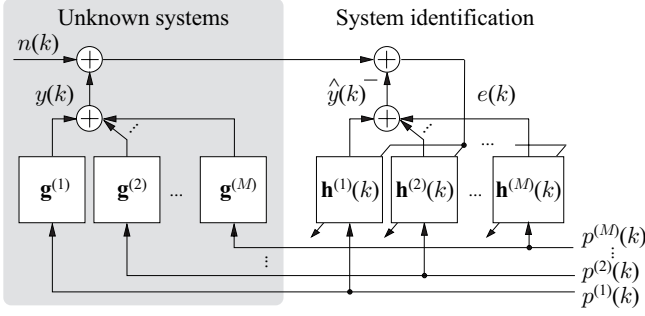 Unknown systems System identification
n(k)
y(k) ŷ(k) − e(k)
g⁽¹⁾ g⁽²⁾ ... g⁽ᴹ⁾ h⁽¹⁾(k) h⁽²⁾(k) ... h⁽ᴹ⁾(k)
p⁽ᴹ⁾(k)
p⁽²⁾(k)
p⁽¹⁾(k)